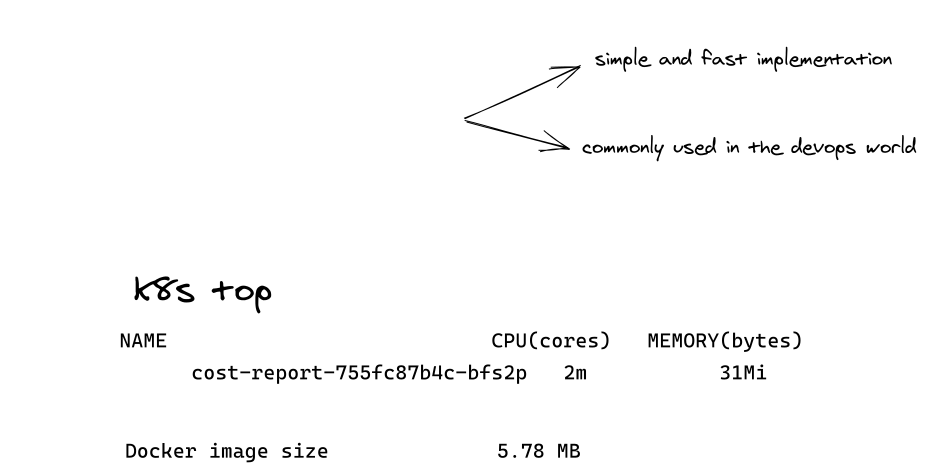 simple and fast implementation
commonly used in the devops world
k8s top
NAME CPU(cores) MEMORY(bytes)
cost-report-755fc87b4c-bfs2p 2m 31Mi
Docker image size 5.78 MB